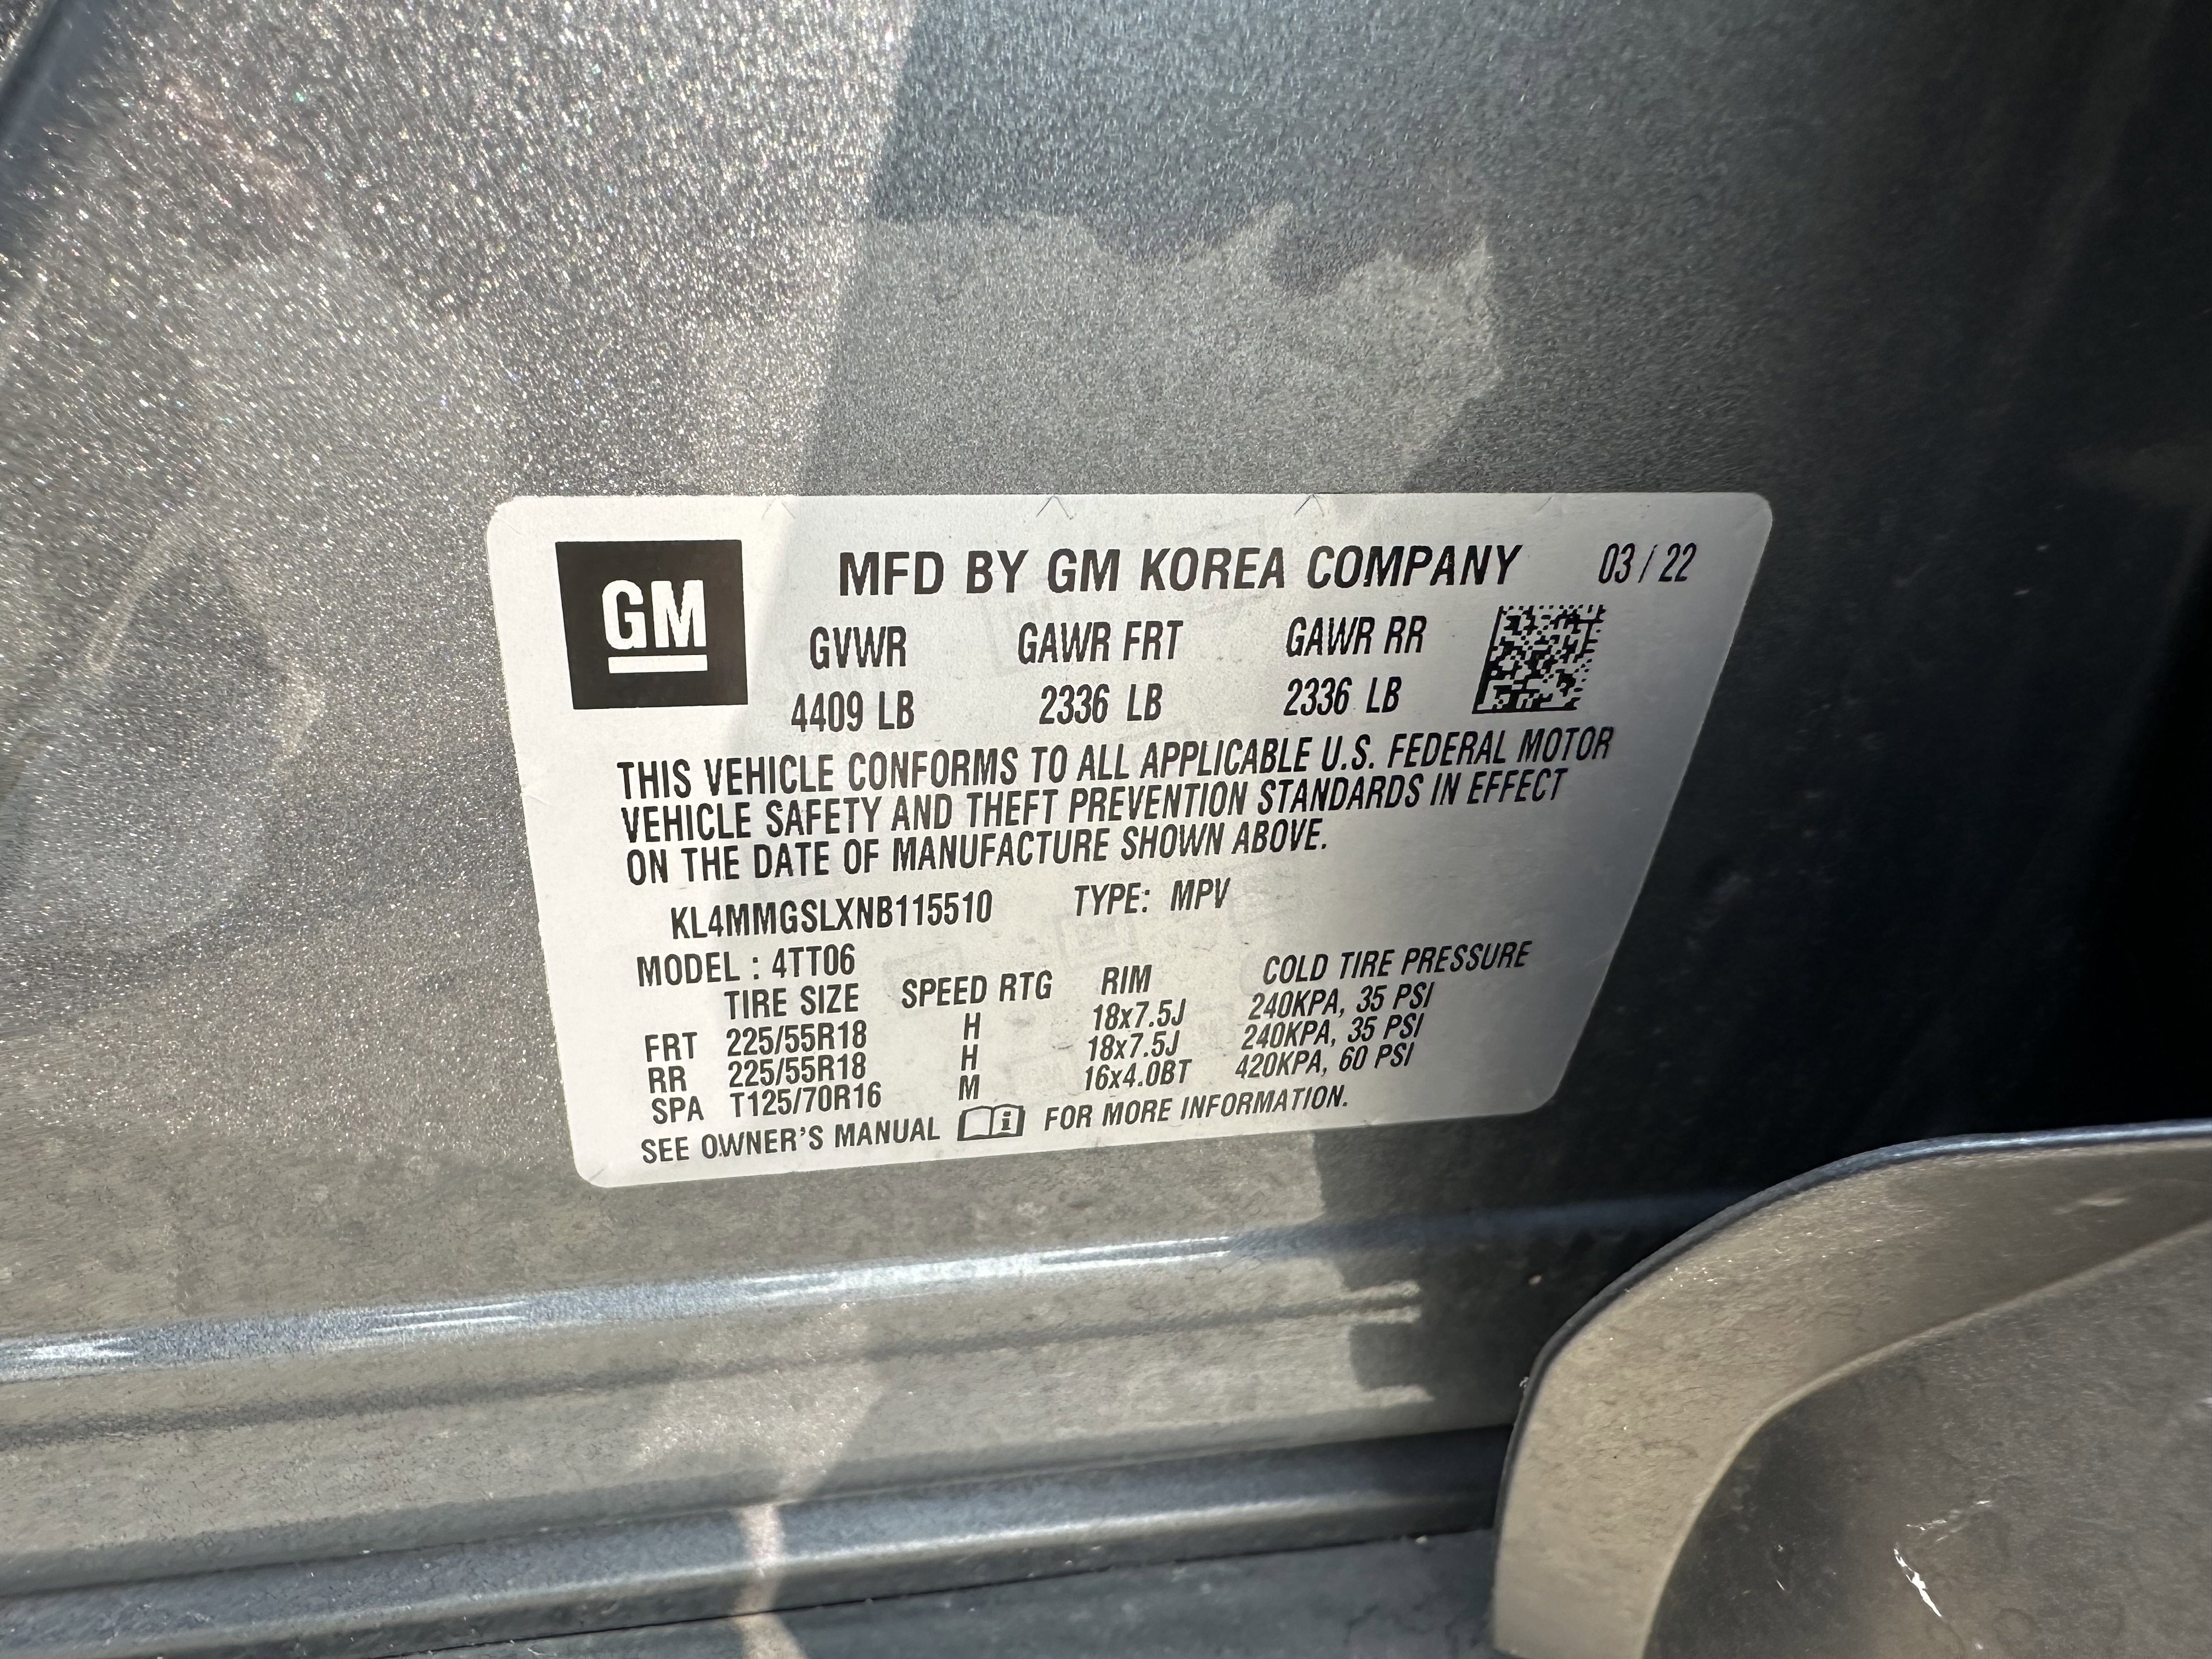 GM
MFD BY GM KOREA COMPANY 03 / 22
GVWR GAWR FRT GAWR RR
4409 LB 2336 LB 2336 LB
THIS VEHICLE CONFORMS TO ALL APPLICABLE U.S. FEDERAL MOTOR
VEHICLE SAFETY AND THEFT PREVENTION STANDARDS IN EFFECT
ON THE DATE OF MANUFACTURE SHOWN ABOVE.
KL4MMGSLXNB115510 TYPE: MPV
MODEL : 4TT06
TIRE SIZE SPEED RTG RIM COLD TIRE PRESSURE
FRT 225/55R18 H 18x7.5J 240KPA, 35 PSI
RR 225/55R18 H 18x7.5J 240KPA, 35 PSI
SPA T125/70R16 M 16x4.0BT 420KPA, 60 PSI
SEE OWNER'S MANUAL i FOR MORE INFORMATION.